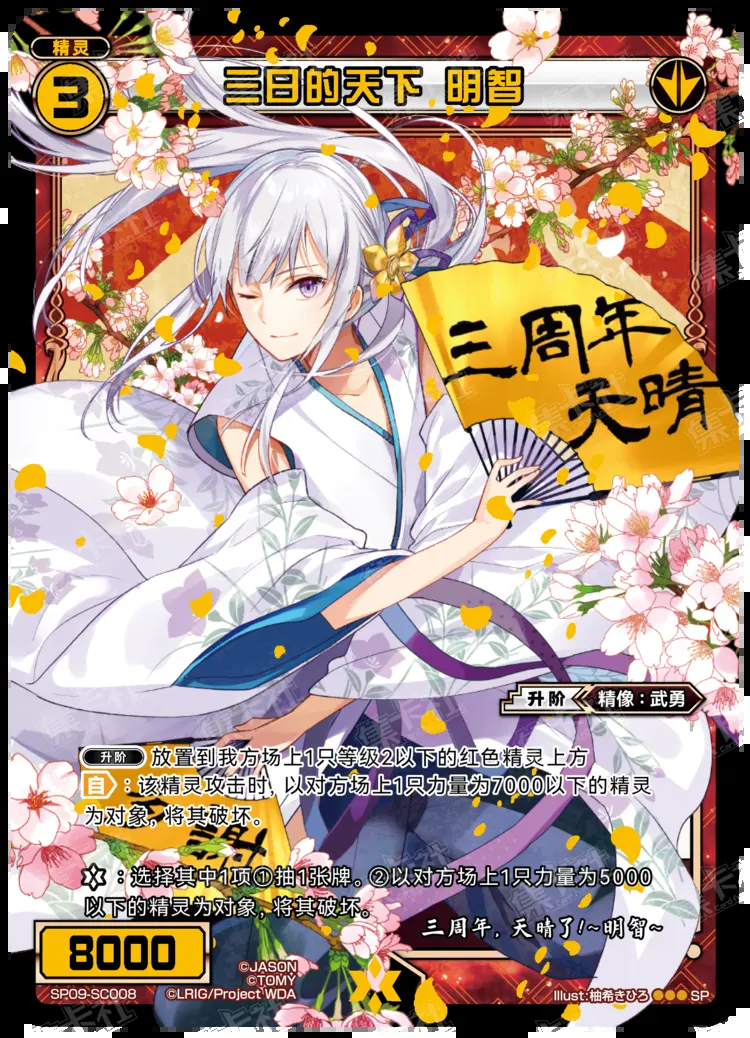 精灵
3
三日的天下 明智
三周年
天晴
升阶 精像:武勇
升阶 放置到我方场上1只等级2以下的红色精灵上方
自:该精灵攻击时,以对方场上1只力量为7000以下的精灵
为对象,将其破坏。
:选择其中1项①抽1张牌。②以对方场上1只力量为5000
以下的精灵为对象,将其破坏。
三周年,天晴了!~明智~
8000
©JASON
©TOMY
SP09-SC008 ©LRIG/Project WDA
Illust:柚希きひろ SP
集卡社